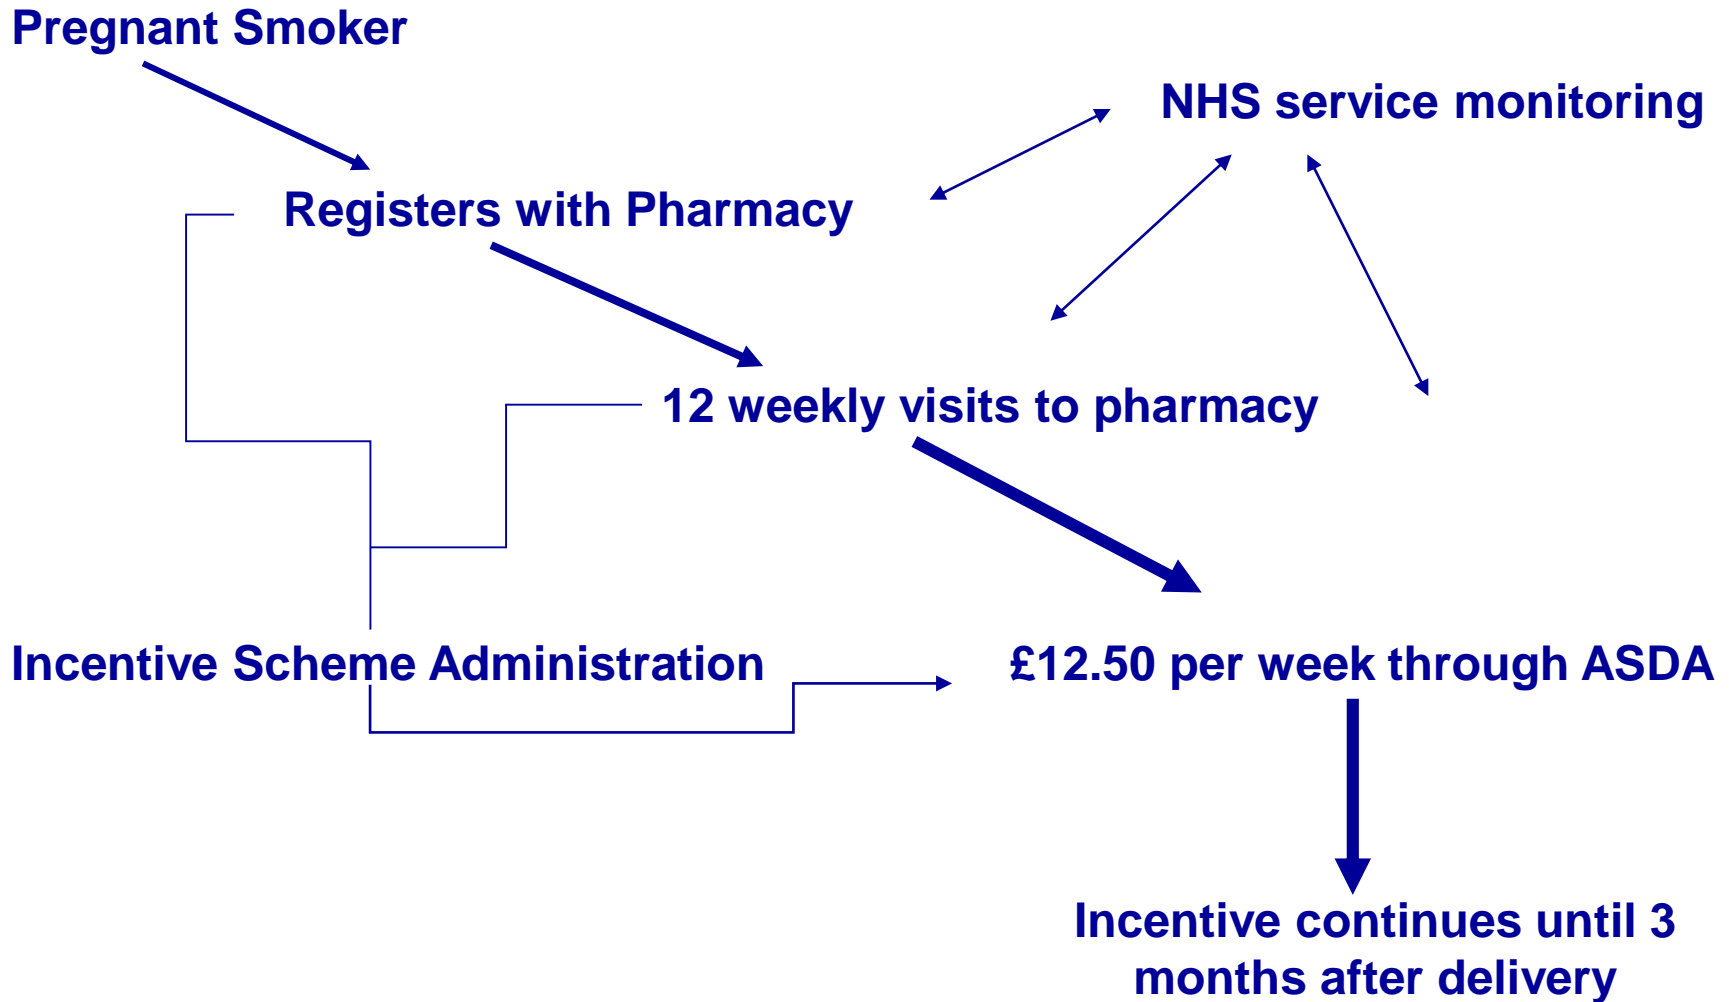 Pregnant Smoker
NHS service monitoring
Registers with Pharmacy
12 weekly visits to pharmacy
Incentive Scheme Administration
£12.50 per week through ASDA
Incentive continues until 3
months after delivery